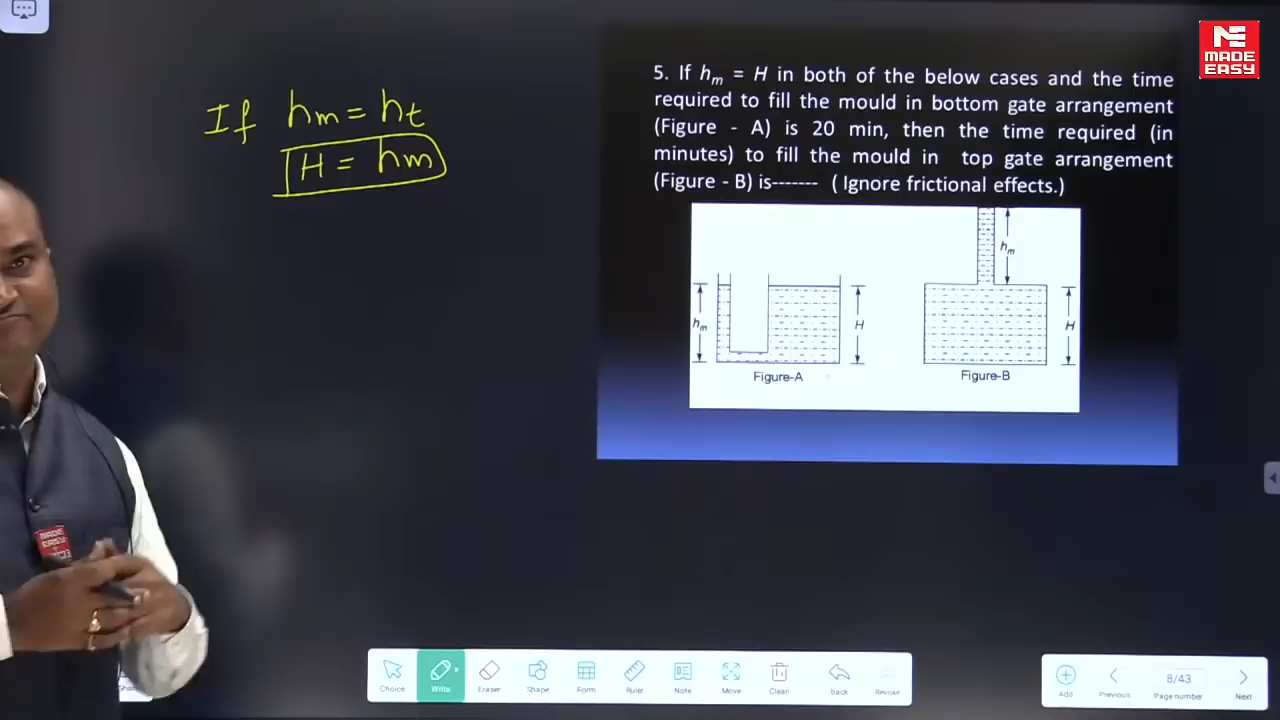 If hm = ht
H = hm
MADE
EASY
5. If hm = H in both of the below cases and the time
required to fill the mould in bottom gate arrangement
(Figure - A) is 20 min, then the time required (in
minutes) to fill the mould in top gate arrangement
(Figure - B) is------- ( Ignore frictional effects.)
hm
hm
H
H
Figure-A
Figure-B
MADE
EASY
Choice
Write
Eraser
Shape
Form
Ruler
Note
Move
Clean
back
Revoke
Add
Previous
8/43
Page number
Next